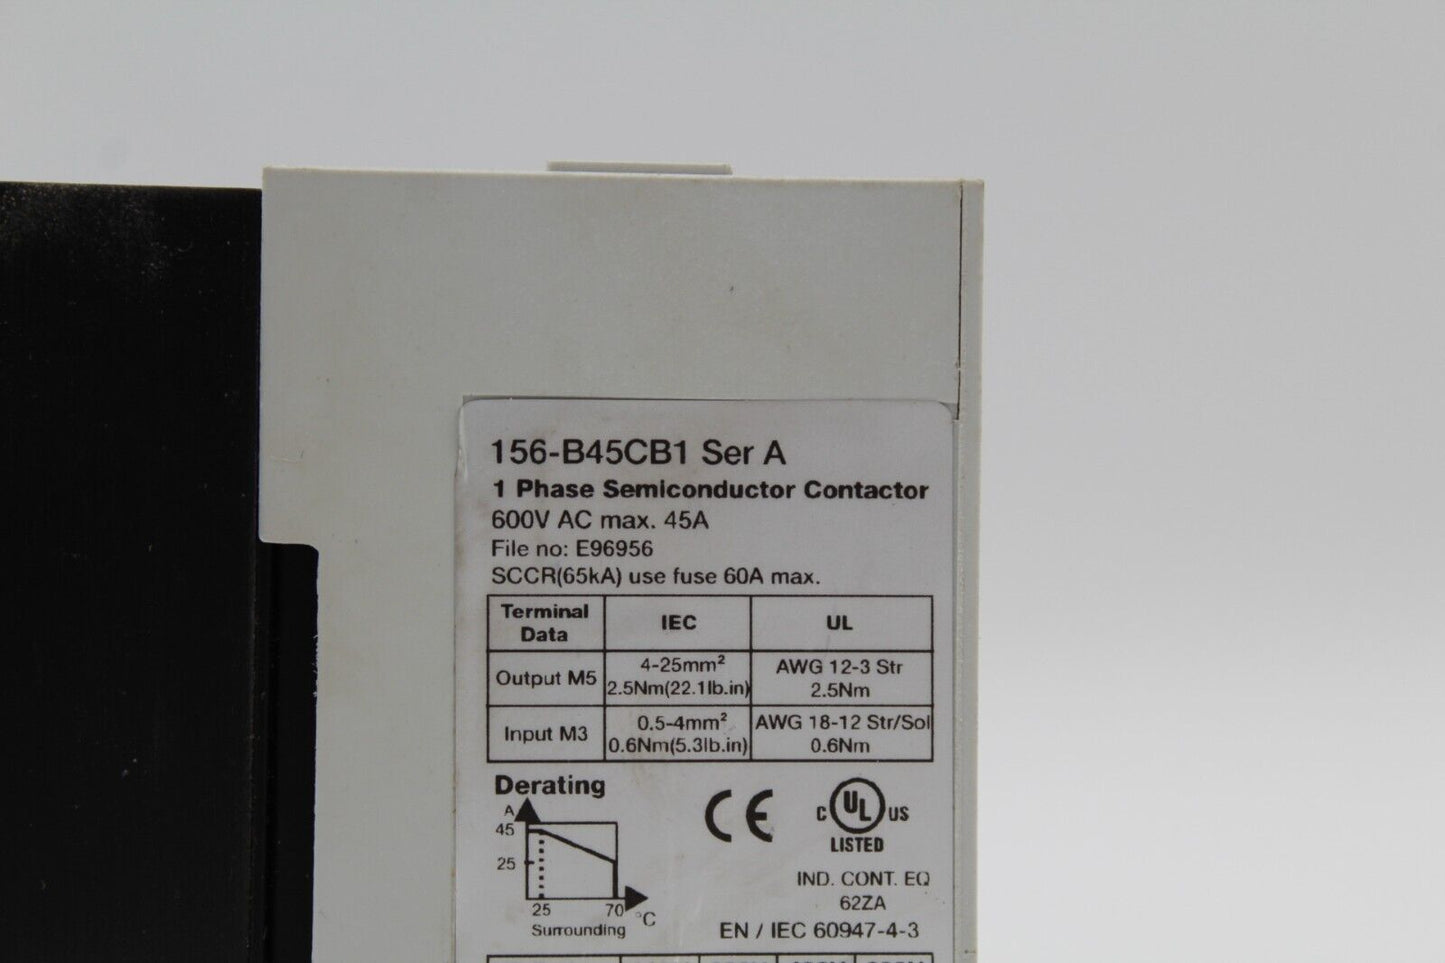 156-B45CB1 Ser A
1 Phase Semiconductor Contactor
600V AC max. 45A
File no: E96956
SCCR(65kA) use fuse 60A max.
Terminal Data IEC UL
Output M5 4-25mm² 2.5Nm(22.1lb.in) AWG 12-3 Str 2.5Nm
Input M3 0.5-4mm² 0.6Nm(5.3lb.in) AWG 18-12 Str/Sol 0.6Nm
Derating
A
45
25
25 70 °C
Surrounding
CE
C UL US
LISTED
IND. CONT. EQ
62ZA
EN / IEC 60947-4-3